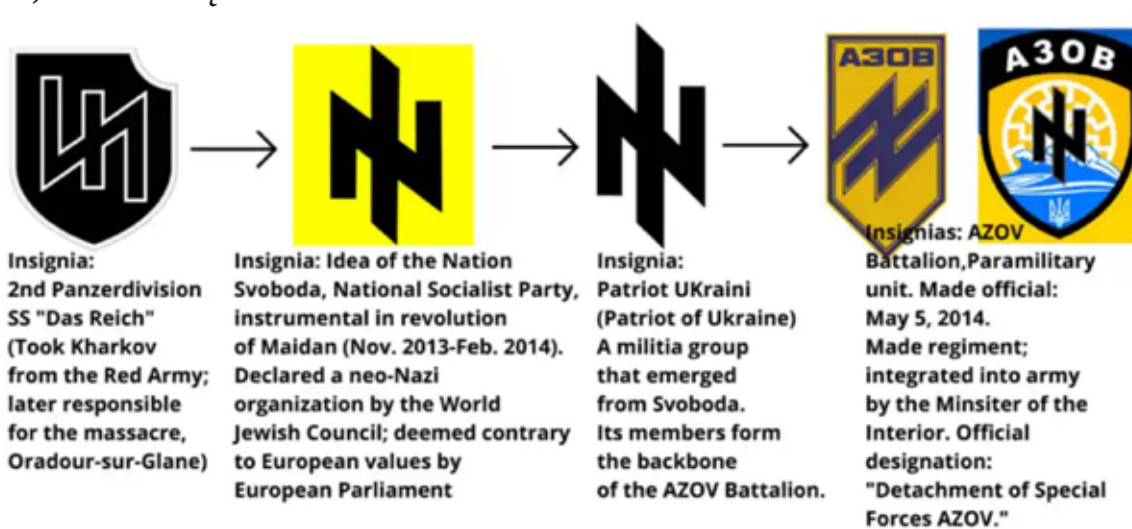 АЗОВ
АЗОВ
Insignia:
2nd Panzerdivision
SS "Das Reich"
(Took Kharkov
from the Red Army;
later responsible
for the massacre,
Oradour-sur-Glane)
Insignia: Idea of the Nation
Svoboda, National Socialist Party,
instrumental in revolution
of Maidan (Nov. 2013-Feb. 2014).
Declared a neo-Nazi
organization by the World
Jewish Council; deemed contrary
to European values by
European Parliament
Insignia:
Patriot UKraini
(Patriot of Ukraine)
A militia group
that emerged
from Svoboda.
Its members form
the backbone
of the AZOV Battalion.
Insignias: AZOV
Battalion,Paramilitary
unit. Made official:
May 5, 2014.
Made regiment;
integrated into army
by the Minsiter of the
Interior. Official
designation:
"Detachment of Special
Forces AZOV."